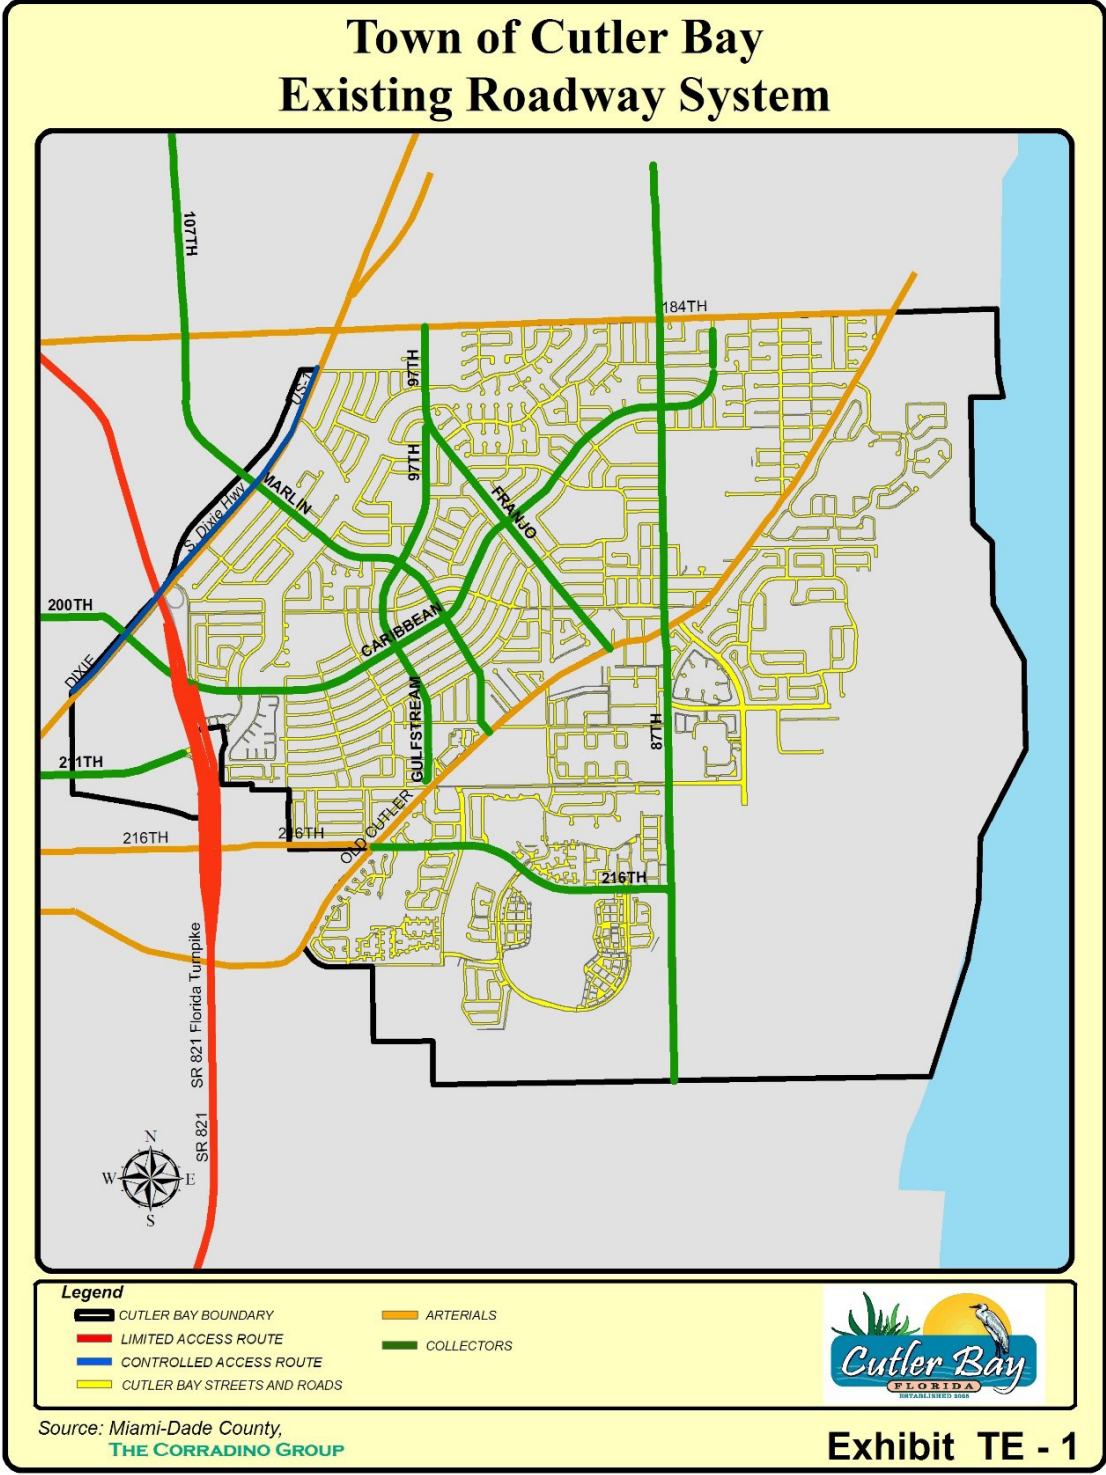 Town of Cutler Bay
Existing Roadway System
107TH
184TH
97TH
US-1
97TH
MARLIN
FRANJO
S. Dixie Hwy
200TH
CARIBBEAN
DIXIE
GULFSTREAM
87TH
211TH
OLD CUTLER
216TH
216TH
216TH
SR 821 Florida Turnpike
SR 821
N
W
E
S
Legend
CUTLER BAY BOUNDARY
LIMITED ACCESS ROUTE
CONTROLLED ACCESS ROUTE
CUTLER BAY STREETS AND ROADS
ARTERIALS
COLLECTORS
Cutler Bay
FLORIDA
ESTABLISHED 2005
Source: Miami-Dade County,
THE CORRADINO GROUP
Exhibit TE - 1